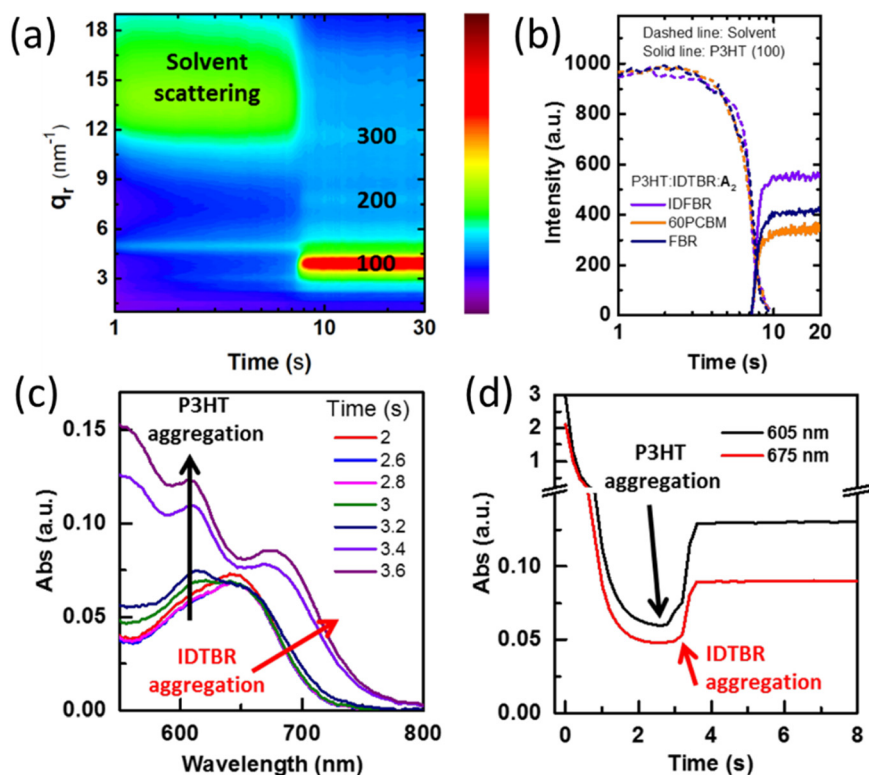 (a)
18
15
12
9
6
3
qr (nm-1)
Solvent
scattering
300
200
100
1
10
30
Time (s)
(b)
Dashed line: Solvent
Solid line: P3HT (100)
1000
800
600
400
200
0
Intensity (a.u.)
P3HT:IDTBR:A2
IDFBR
60PCBM
FBR
1
10
20
Time (s)
(c)
P3HT
aggregation
Time (s)
2
2.6
2.8
3
3.2
3.4
3.6
0.15
0.10
0.05
0.00
Abs (a.u.)
IDTBR
aggregation
600
700
800
Wavelength (nm)
(d)
3
2
1
0.10
0.05
0.00
Abs (a.u.)
605 nm
675 nm
P3HT
aggregation
IDTBR
aggregation
0
2
4
6
8
Time (s)